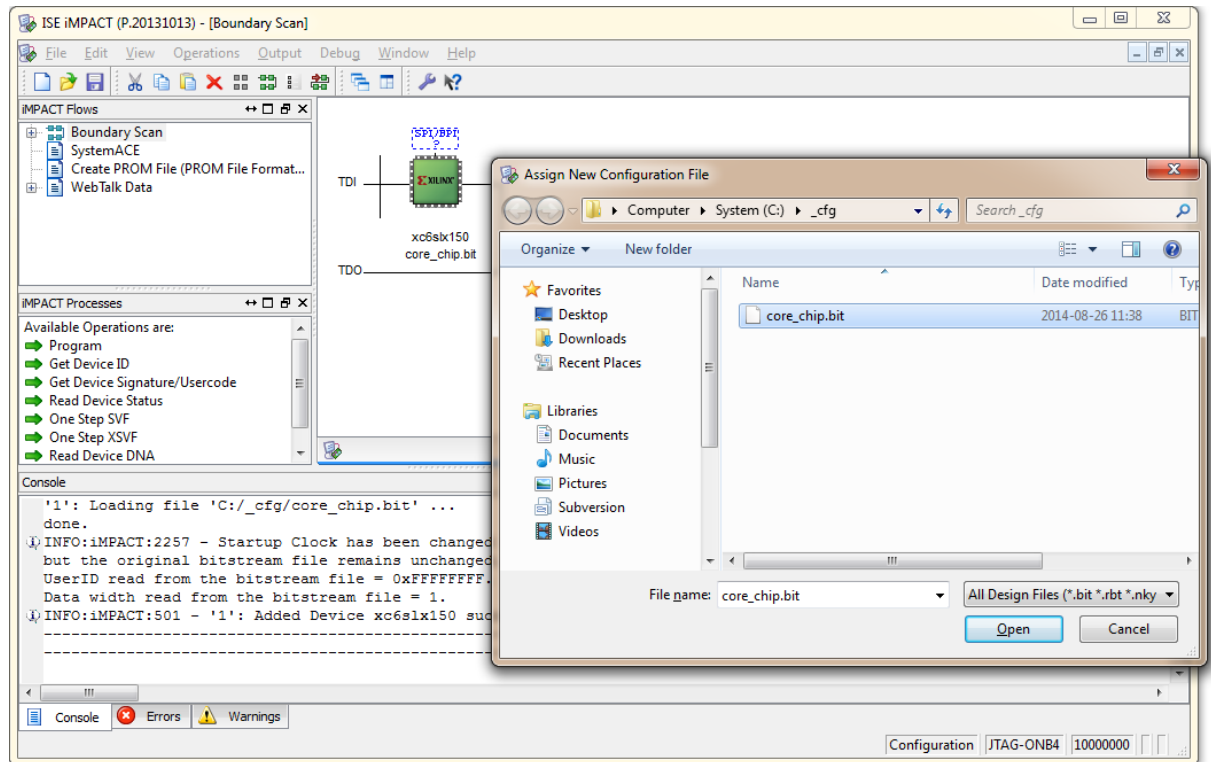 ISE iMPACT (P.20131013) - [Boundary Scan]
File Edit View Operations Output Debug Window Help
iMPACT Flows
Boundary Scan
SystemACE
Create PROM File (PROM File Format...
WebTalk Data
SPI/BPI
?
TDI
XILINX
xc6slx150
core_chip.bit
TDO
iMPACT Processes
Available Operations are:
Program
Get Device ID
Get Device Signature/Usercode
Read Device Status
One Step SVF
One Step XSVF
Read Device DNA
Assign New Configuration File
Computer System (C:) _cfg
Search _cfg
Organize New folder
Favorites
Desktop
Downloads
Recent Places
Libraries
Documents
Music
Pictures
Subversion
Videos
Name Date modified Typ
core_chip.bit 2014-08-26 11:38 BIT
File name: core_chip.bit
All Design Files (*.bit *.rbt *.nky
Open Cancel
Console
'1': Loading file 'C:/_cfg/core_chip.bit' ...
done.
INFO:iMPACT:2257 - Startup Clock has been changed
but the original bitstream file remains unchanged
UserID read from the bitstream file = 0xFFFFFFFF.
Data width read from the bitstream file = 1.
INFO:iMPACT:501 - '1': Added Device xc6slx150 suc
----------------------------------------------------------------------
----------------------------------------------------------------------
Console Errors Warnings
Configuration JTAG-ONB4 10000000